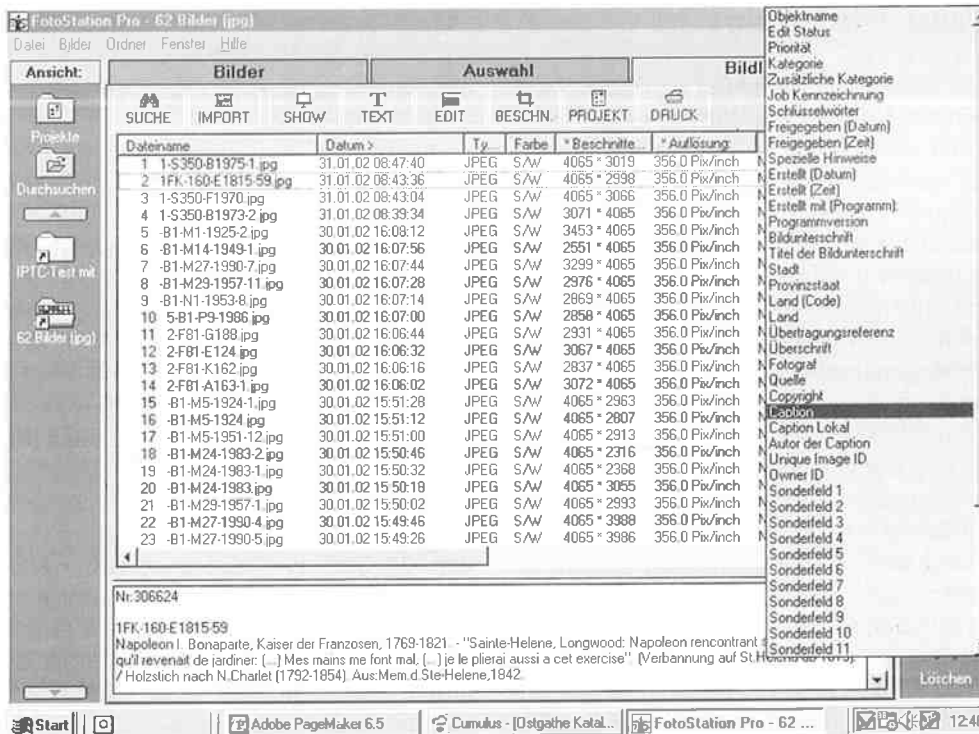 FotoStation Pro - 62 Bilder (jpg)
Datei Bilder Ordner Fenster Hilfe
Ansicht:
Projekte
Durchsuchen
IPTC-Test mit
62 Bilder (jpg)
Bilder Auswahl Bildl
SUCHE IMPORT SHOW TEXT EDIT BESCHN. PROJEKT DRUCK
Dateiname Datum > Ty... Farbe * Beschnitte... * Auflösung:
1 1-S350-B1975-1.jpg 31.01.02 08:47:40 JPEG S/W 4065 * 3019 356.0 Pix/inch N
2 1FK-160-E1815-59.jpg 31.01.02 08:43:36 JPEG S/W 4065 * 2998 356.0 Pix/inch N
3 1-S350-F1970.jpg 31.01.02 08:43:04 JPEG S/W 4065 * 3066 356.0 Pix/inch N
4 1-S350-B1973-2.jpg 31.01.02 08:39:34 JPEG S/W 3071 * 4065 356.0 Pix/inch N
5 -B1-M1-1925-2.jpg 30.01.02 16:08:12 JPEG S/W 3453 * 4065 356.0 Pix/inch N
6 -B1-M14-1949-1.jpg 30.01.02 16:07:56 JPEG S/W 2551 * 4065 356.0 Pix/inch N
7 -B1-M27-1990-7.jpg 30.01.02 16:07:44 JPEG S/W 3299 * 4065 356.0 Pix/inch N
8 -B1-M29-1957-11.jpg 30.01.02 16:07:28 JPEG S/W 2976 * 4065 356.0 Pix/inch N
9 -B1-N1-1953-8.jpg 30.01.02 16:07:14 JPEG S/W 2869 * 4065 356.0 Pix/inch N
10 5-B1-P9-1986.jpg 30.01.02 16:07:00 JPEG S/W 2858 * 4065 356.0 Pix/inch N
11 2-F81-G188.jpg 30.01.02 16:06:44 JPEG S/W 2931 * 4065 356.0 Pix/inch N
12 2-F81-E124.jpg 30.01.02 16:06:32 JPEG S/W 3067 * 4065 356.0 Pix/inch N
13 2-F81-K162.jpg 30.01.02 16:06:16 JPEG S/W 2837 * 4065 356.0 Pix/inch N
14 2-F81-A163-1.jpg 30.01.02 16:06:02 JPEG S/W 3072 * 4065 356.0 Pix/inch N
15 -B1-M5-1924-1.jpg 30.01.02 15:51:28 JPEG S/W 4065 * 2963 356.0 Pix/inch N
16 -B1-M5-1924.jpg 30.01.02 15:51:12 JPEG S/W 4065 * 2807 356.0 Pix/inch N
17 -B1-M5-1951-12.jpg 30.01.02 15:51:00 JPEG S/W 4065 * 2913 356.0 Pix/inch N
18 -B1-M24-1983-2.jpg 30.01.02 15:50:46 JPEG S/W 4065 * 2316 356.0 Pix/inch N
19 -B1-M24-1983-1.jpg 30.01.02 15:50:32 JPEG S/W 4065 * 2368 356.0 Pix/inch N
20 -B1-M24-1983.jpg 30.01.02 15:50:18 JPEG S/W 4065 * 3055 356.0 Pix/inch N
21 -B1-M29-1957-1.jpg 30.01.02 15:50:02 JPEG S/W 4065 * 2993 356.0 Pix/inch N
22 -B1-M27-1990-4.jpg 30.01.02 15:49:46 JPEG S/W 4065 * 3988 356.0 Pix/inch N
23 -B1-M27-1990-5.jpg 30.01.02 15:49:26 JPEG S/W 4065 * 3986 356.0 Pix/inch N
Objektname
Edit Status
Priorität
Kategorie
Zusätzliche Kategorie
Job Kennzeichnung
Schlüsselwörter
Freigegeben (Datum)
Freigegeben (Zeit)
Spezielle Hinweise
Erstellt (Datum)
Erstellt (Zeit)
Erstellt mit (Programm):
Programmversion
Bildunterschrift
Titel der Bildunterschrift
Stadt
Provinzstaat
Land (Code)
Land
Übertragungsreferenz
Überschrift
Fotograf
Quelle
Copyright
Caption
Caption Lokal
Autor der Caption
Unique Image ID
Owner ID
Sonderfeld 1
Sonderfeld 2
Sonderfeld 3
Sonderfeld 4
Sonderfeld 5
Sonderfeld 6
Sonderfeld 7
Sonderfeld 8
Sonderfeld 9
Sonderfeld 10
Sonderfeld 11
Nr:306624
1FK-160-E1815-59
Napoleon I. Bonaparte, Kaiser der Franzosen, 1769-1821. - "Sainte-Helene, Longwood: Napoleon rencontrant
qu'il revenait de jardiner: (...) Mes mains me font mal, (...) je le plierai aussi a cet exercise". (Verbannung auf St.Helena
/ Holzstich nach N.Charlet (1792-1854). Aus:Mem.d.Ste-Helene,1842.
Löschen
Start Adobe PageMaker 6.5 Cumulus - [Ostgathe Katal... FotoStation Pro - 62 ... 12:48